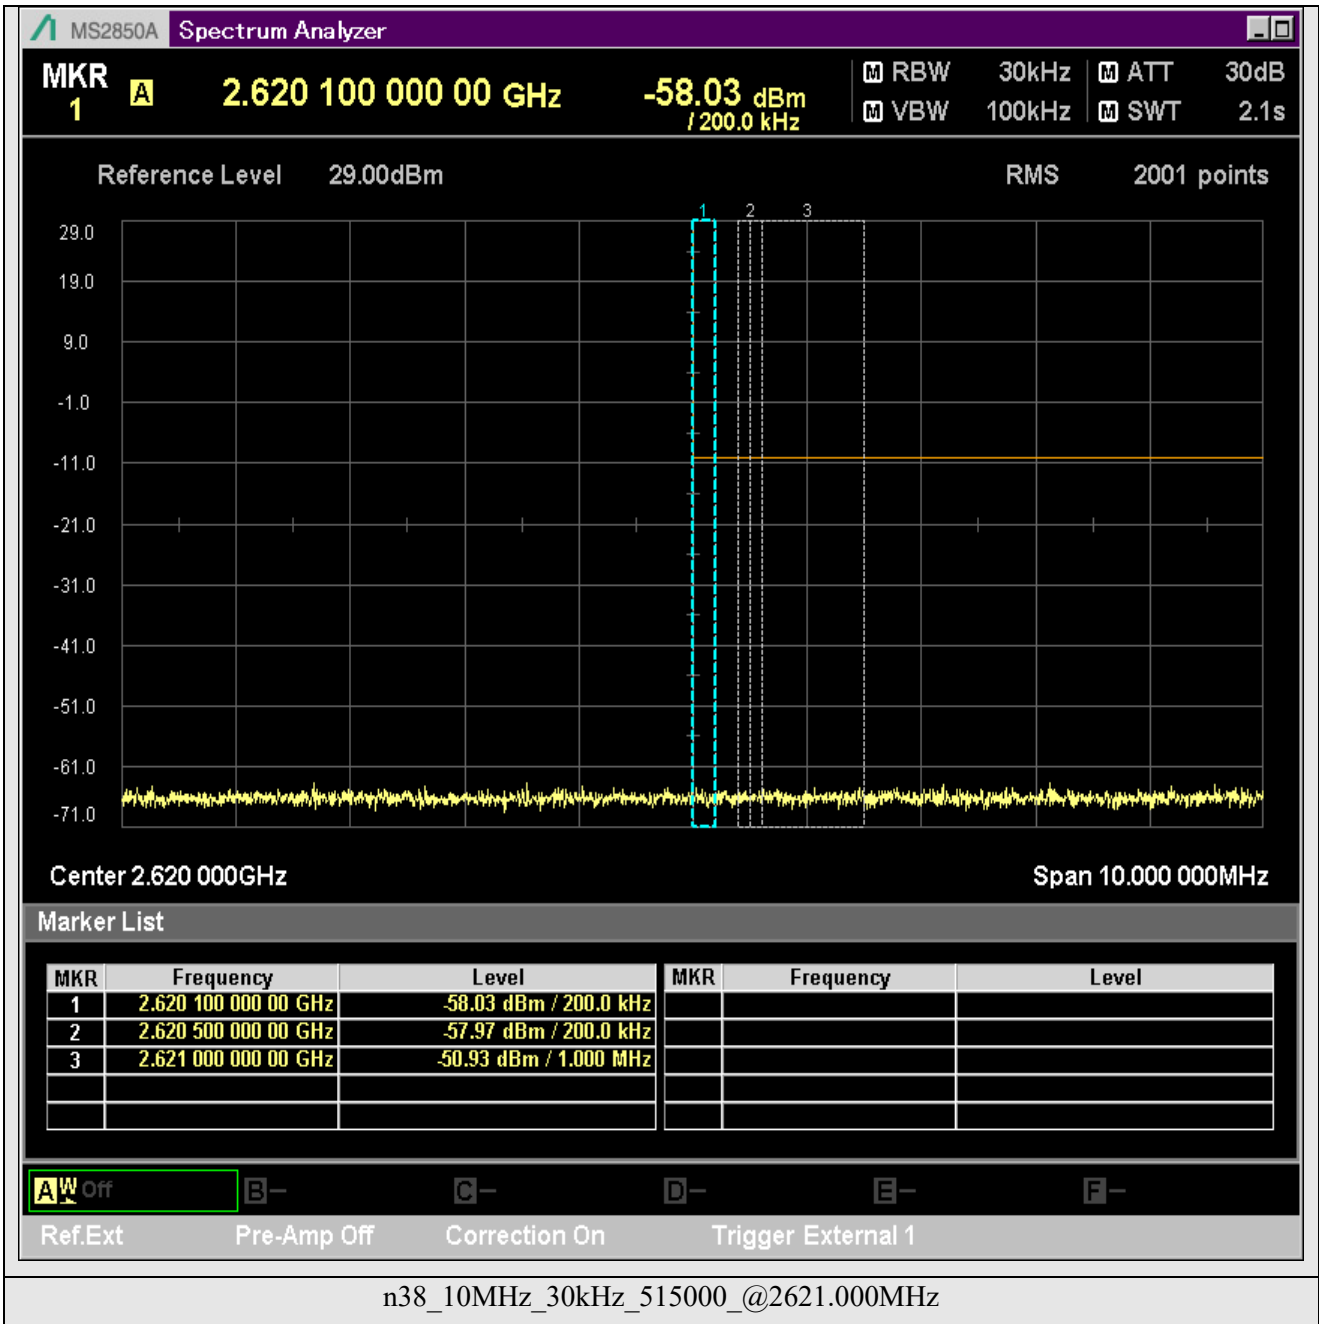 MS2850A Spectrum Analyzer
MKR 1 A 2.620 100 000 00 GHz -58.03 dBm / 200.0 kHz
M RBW 30kHz M ATT 30dB
M VBW 100kHz M SWT 2.1s
Reference Level 29.00dBm RMS 2001 points
1 2 3
29.0
19.0
9.0
-1.0
-11.0
-21.0
-31.0
-41.0
-51.0
-61.0
-71.0
Center 2.620 000GHz Span 10.000 000MHz
Marker List
MKR Frequency Level MKR Frequency Level
1 2.620 100 000 00 GHz -58.03 dBm / 200.0 kHz
2 2.620 500 000 00 GHz -57.97 dBm / 200.0 kHz
3 2.621 000 000 00 GHz -50.93 dBm / 1.000 MHz
A W Off B - C - D - E - F -
Ref.Ext Pre-Amp Off Correction On Trigger External 1
n38_10MHz_30kHz_515000_@2621.000MHz